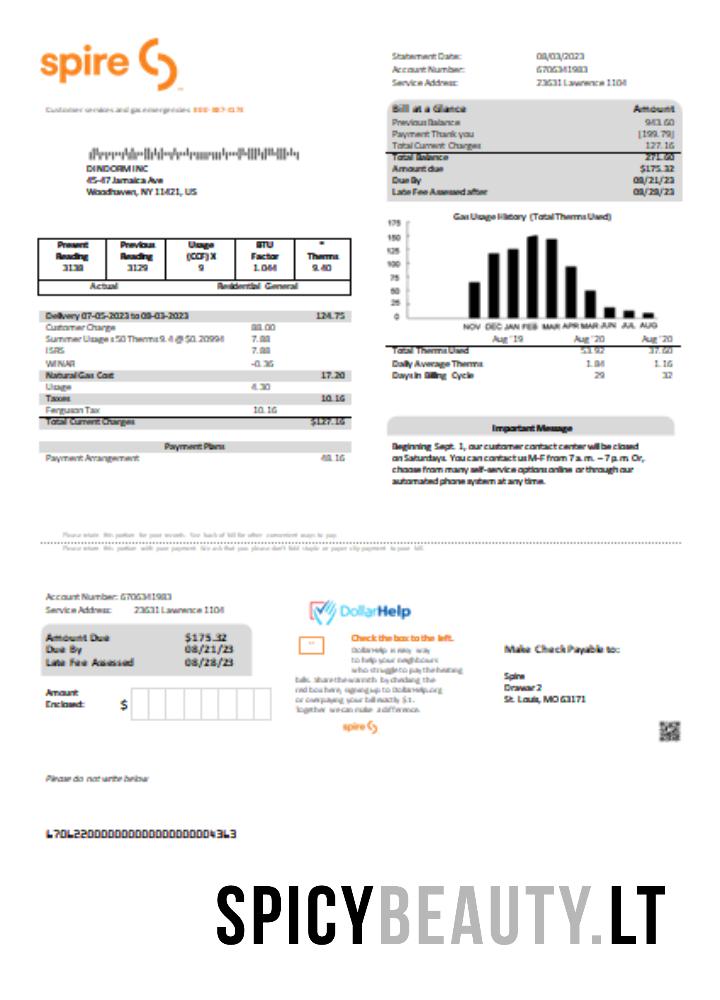 spire
Statement Date: 08/03/2023
Account Number: 6706341983
Service Address: 23631 Lawrence 1104
Customer services and gas emergencies
Bill at a Glance Amount
Previous Balance 943.60
Payment Thank you [199.79]
Total Current Charges 127.16
Total Balance 271.60
Amount due $175.32
Due By 08/21/23
Late Fee Assessed after 08/28/23
DINDORM INC
45-47 Jamaica Ave
Woodhaven, NY 11421, US
Gas Usage History (Total Therms Used)
175
150
125
100
75
50
25
0
NOV DEC JAN FEB MAR APR MAR JUN JUL AUG
Aug '19 Aug '20 Aug '20
Total Therms Used 53.92 37.60
Daily Average Therms 1.84 1.16
Days in Billing Cycle 29 32
Present Reading Previous Reading Usage (CCF) X BTU Factor * Therms
3138 3129 9 1.044 9.40
Actual Residential General
Delivery 07-05-2023 to 08-03-2023 124.75
Customer Charge 88.00
Summer Usage ≤50 Therms 9.4 @ $0.20994 7.88
ISRS 7.88
WINAR -0.36
Natural Gas Cost 17.20
Usage 4.30
Taxes 10.16
Ferguson Tax 10.16
Total Current Charges $127.16
Payment Plans
Payment Arrangement 48.16
Important Message
Beginning Sept. 1, our customer contact center will be closed
on Saturdays. You can contact us M-F from 7 a.m. – 7 p.m. Or,
choose from many self-service options online or through our
automated phone system at any time.
Please retain this portion for your records. See back of bill for other convenient ways to pay.
Please return this portion with your payment. We ask that you please don't fold staple or paper clip payment to your bill.
Account Number: 6706341983
Service Address: 23631 Lawrence 1104
Amount Due $175.32
Due By 08/21/23
Late Fee Assessed 08/28/23
Amount
Enclosed: $
DollarHelp
Check the box to the left.
DollarHelp is easy way
to help your neighbours
who struggle to pay the heating
bills. Share the warmth by checking the
red box here, signing up to DollarHelp.org
or overpaying your bill exactly $1.
Together we can make a difference.
spire
Make Check Payable to:
Spire
Drawer 2
St. Louis, MO 63171
Please do not write below
SPICYBEAUTY.LT